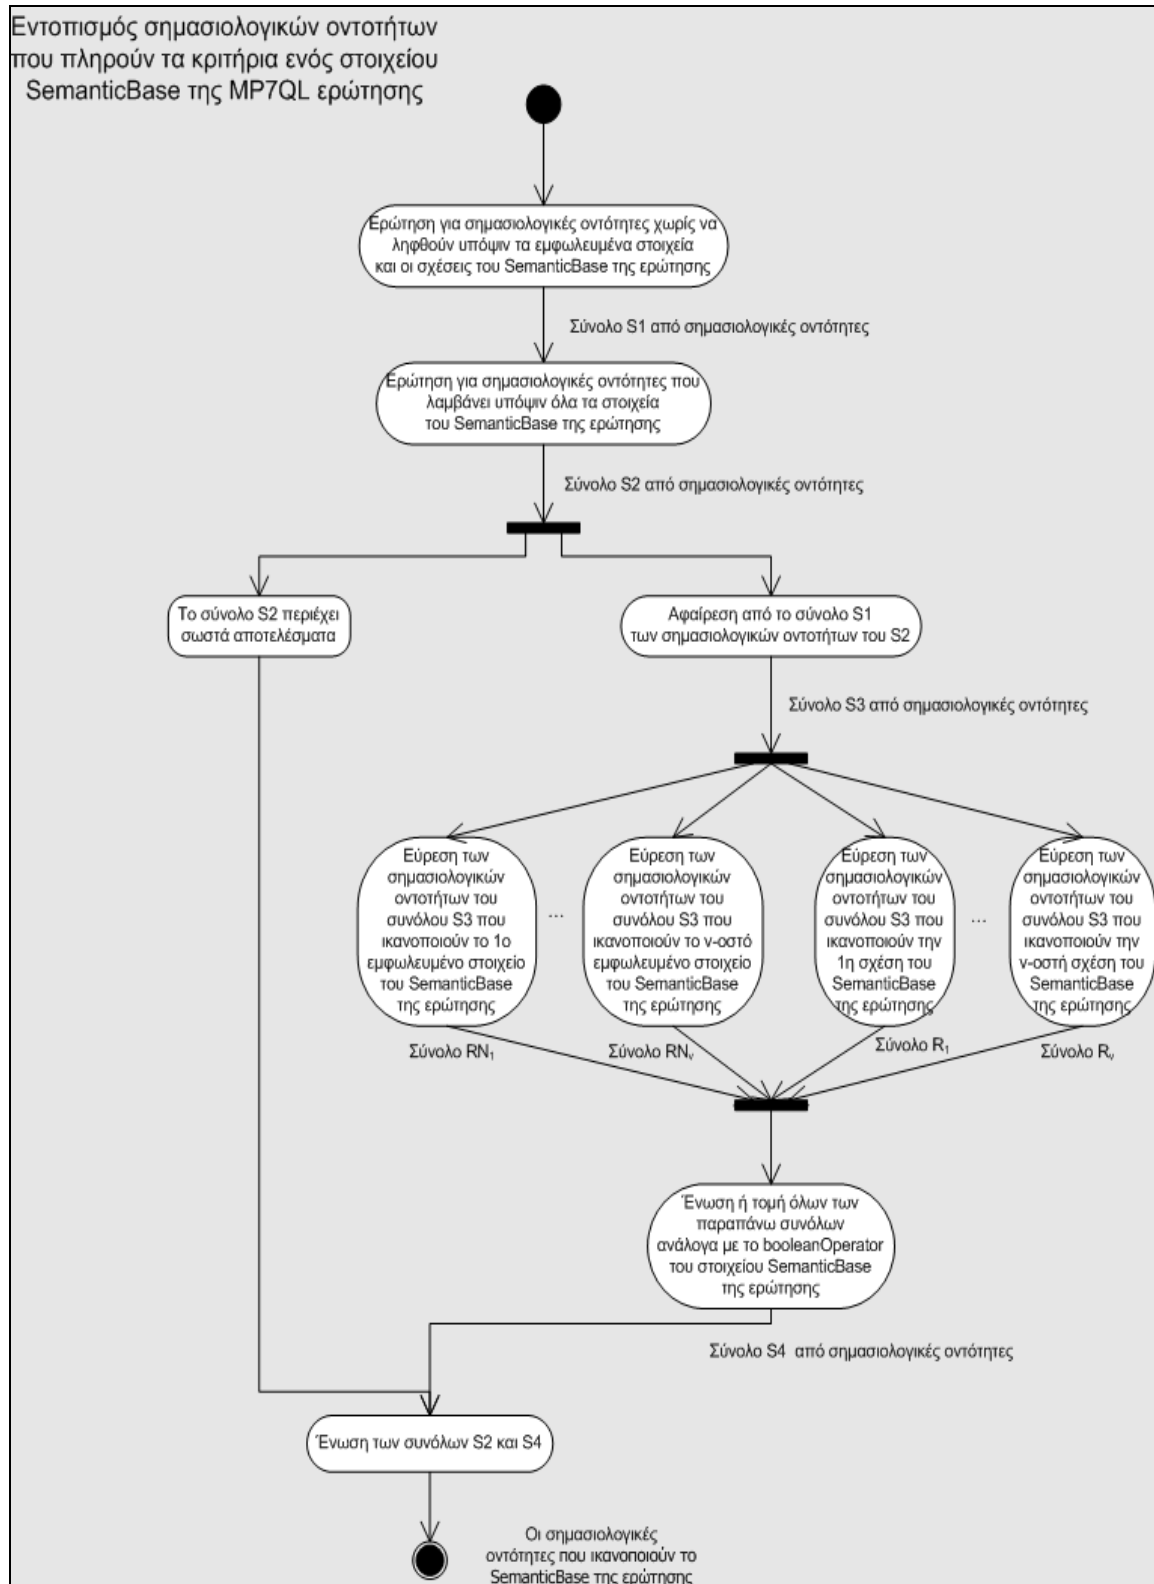 Εντοπισμός σημασιολογικών οντοτήτων
που πληρούν τα κριτήρια ενός στοιχείου
SemanticBase της MP7QL ερώτησης
Ερώτηση για σημασιολογικές οντότητες χωρίς να
ληφθούν υπόψιν τα εμφωλευμένα στοιχεία
και οι σχέσεις του SemanticBase της ερώτησης
Σύνολο S1 από σημασιολογικές οντότητες
Ερώτηση για σημασιολογικές οντότητες που
λαμβάνει υπόψιν όλα τα στοιχεία
του SemanticBase της ερώτησης
Σύνολο S2 από σημασιολογικές οντότητες
Το σύνολο S2 περιέχει
σωστά αποτελέσματα
Αφαίρεση από το σύνολο S1
των σημασιολογικών οντοτήτων του S2
Σύνολο S3 από σημασιολογικές οντότητες
Εύρεση των
σημασιολογικών
οντοτήτων του
συνόλου S3 που
ικανοποιούν το 1ο
εμφωλευμένο στοιχείο
του SemanticBase
της ερώτησης
...
Εύρεση των
σημασιολογικών
οντοτήτων του
συνόλου S3 που
ικανοποιούν το ν-οστό
εμφωλευμένο στοιχείο
του SemanticBase
της ερώτησης
Εύρεση των
σημασιολογικών
οντοτήτων του
συνόλου S3 που
ικανοποιούν την
1η σχέση του
SemanticBase
της ερώτησης
...
Εύρεση των
σημασιολογικών
οντοτήτων του
συνόλου S3 που
ικανοποιούν την
ν-οστή σχέση του
SemanticBase
της ερώτησης
Σύνολο RN₁
Σύνολο RNᵥ
Σύνολο R₁
Σύνολο Rᵥ
Ένωση ή τομή όλων των
παραπάνω συνόλων
ανάλογα με το booleanOperator
του στοιχείου SemanticBase
της ερώτησης
Σύνολο S4 από σημασιολογικές οντότητες
Ένωση των συνόλων S2 και S4
Οι σημασιολογικές
οντότητες που ικανοποιούν το
SemanticBase της ερώτησης